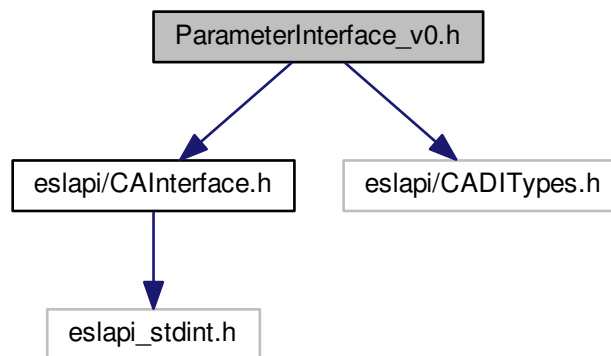 ParameterInterface_v0.h
eslapi/CAInterface.h
eslapi/CADITypes.h
eslapi_stdint.h